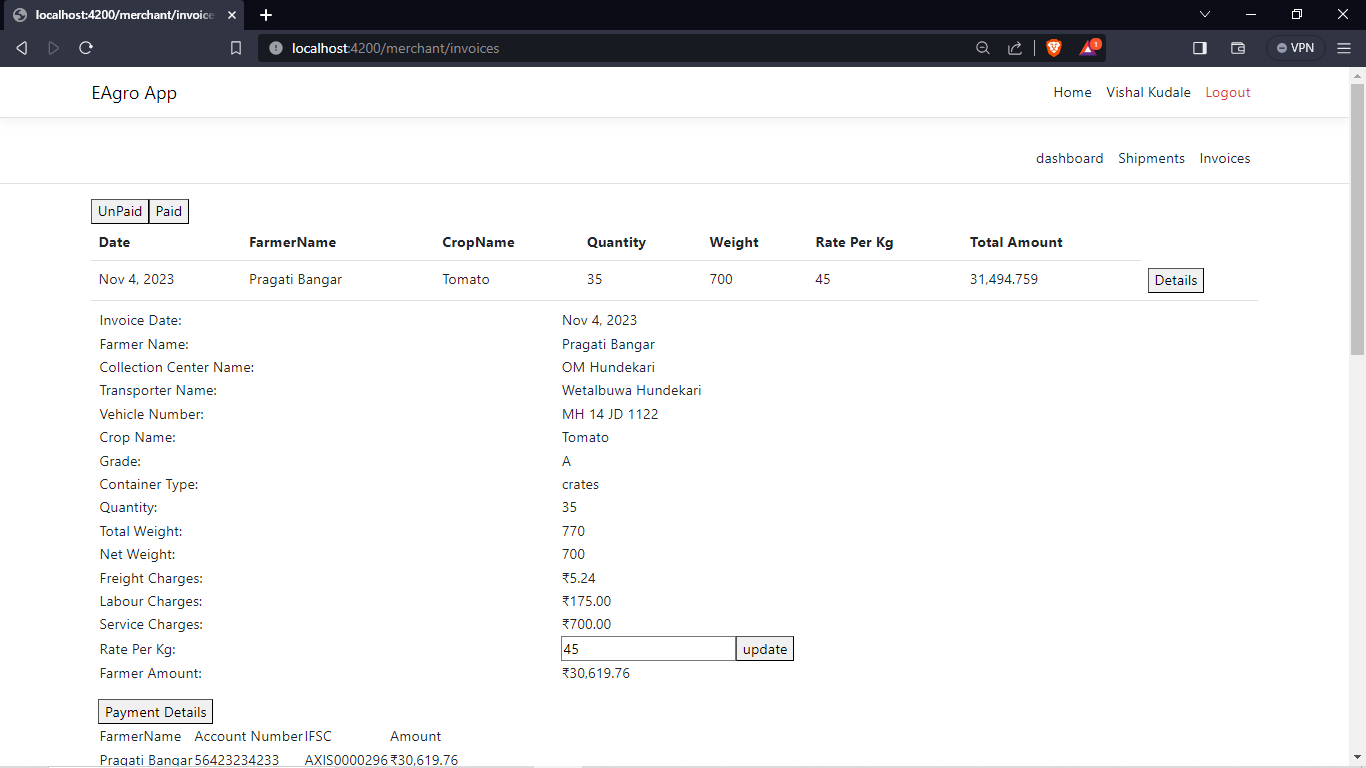 localhost:4200/merchant/invoice
localhost:4200/merchant/invoices
1
VPN
EAgro App
Home Vishal Kudale Logout
dashboard Shipments Invoices
UnPaid Paid
Date FarmerName CropName Quantity Weight Rate Per Kg Total Amount
Nov 4, 2023 Pragati Bangar Tomato 35 700 45 31,494.759 Details
Invoice Date: Nov 4, 2023
Farmer Name: Pragati Bangar
Collection Center Name: OM Hundekari
Transporter Name: Wetalbuwa Hundekari
Vehicle Number: MH 14 JD 1122
Crop Name: Tomato
Grade: A
Container Type: crates
Quantity: 35
Total Weight: 770
Net Weight: 700
Freight Charges: ₹5.24
Labour Charges: ₹175.00
Service Charges: ₹700.00
Rate Per Kg: 45 update
Farmer Amount: ₹30,619.76
Payment Details
FarmerName Account Number IFSC Amount
Pragati Bangar 56423234233 AXIS0000296 ₹30,619.76